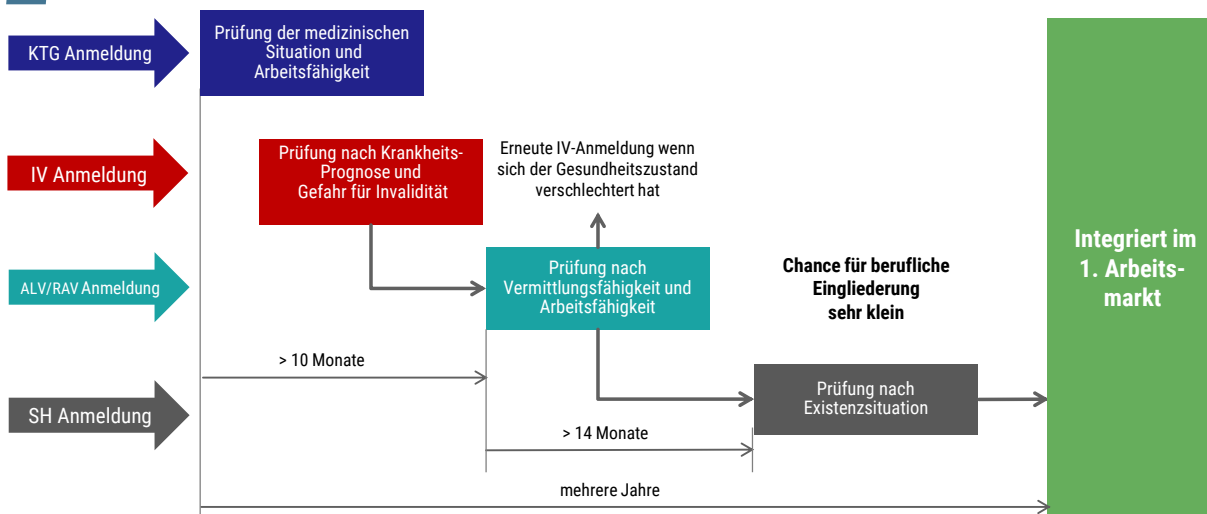 KTG Anmeldung
Prüfung der medizinischen
Situation und
Arbeitsfähigkeit
IV Anmeldung
Prüfung nach Krankheits-
Prognose und
Gefahr für Invalidität
Erneute IV-Anmeldung wenn
sich der Gesundheitszustand
verschlechtert hat
ALV/RAV Anmeldung
Prüfung nach
Vermittlungsfähigkeit und
Arbeitsfähigkeit
Chance für berufliche
Eingliederung
sehr klein
Integriert im
1. Arbeits-
markt
> 10 Monate
SH Anmeldung
Prüfung nach
Existenzsituation
> 14 Monate
mehrere Jahre